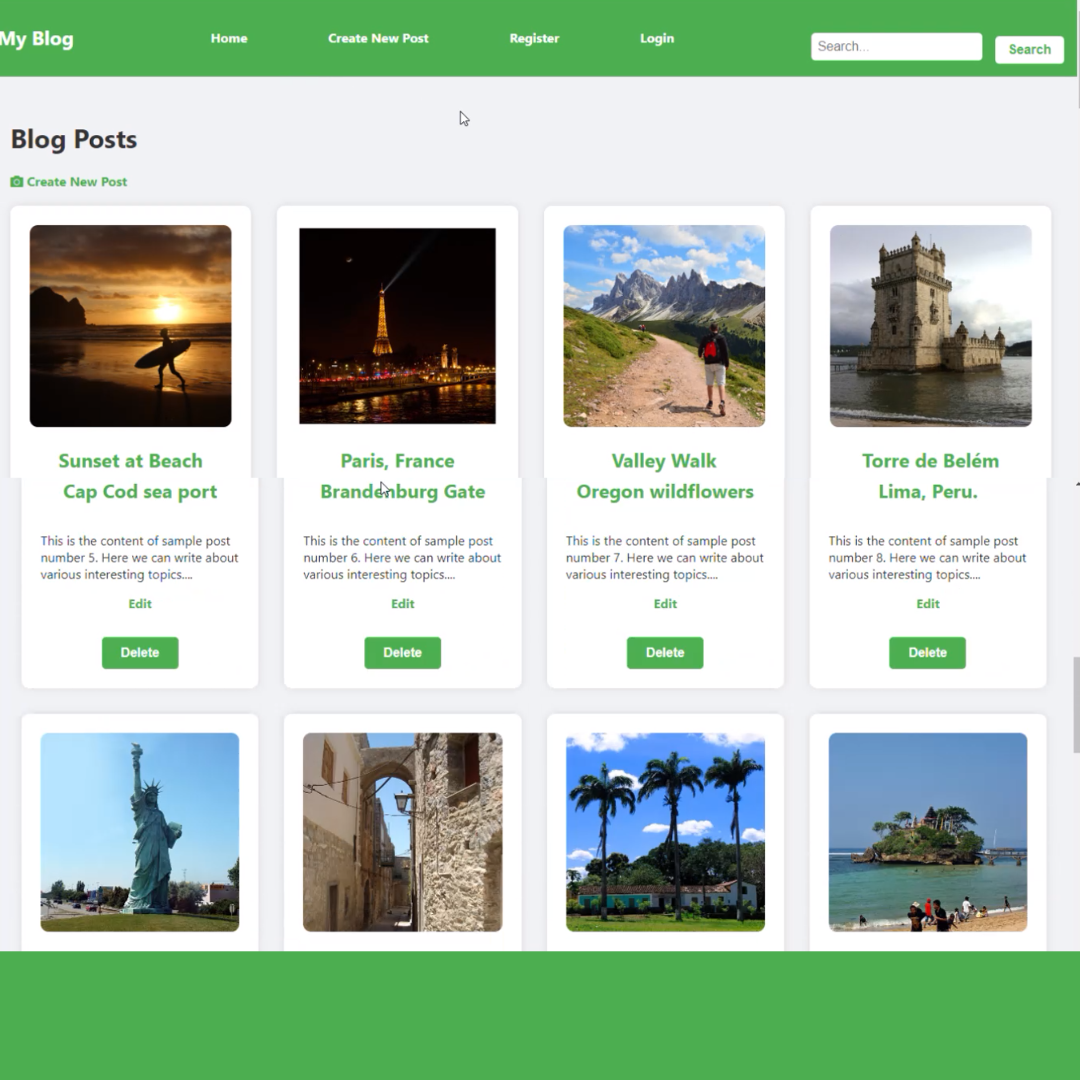 My Blog Home Create New Post Register Login Search... Search
Blog Posts
Create New Post
Sunset at Beach Paris, France Valley Walk Torre de Belém
Cap Cod sea port Brandenburg Gate Oregon wildflowers Lima, Peru.
This is the content of sample post
number 5. Here we can write about
various interesting topics....
Edit
Delete
This is the content of sample post
number 6. Here we can write about
various interesting topics....
Edit
Delete
This is the content of sample post
number 7. Here we can write about
various interesting topics....
Edit
Delete
This is the content of sample post
number 8. Here we can write about
various interesting topics....
Edit
Delete